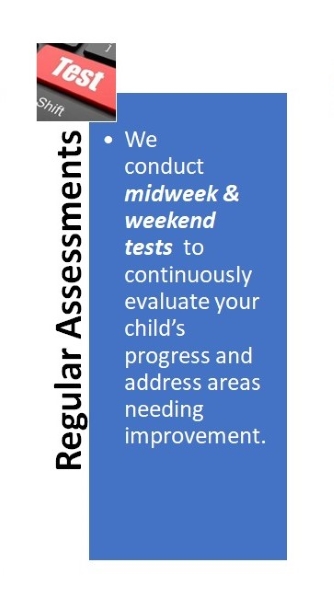 Test
Shift
Regular Assessments
• We
conduct
midweek &
weekend
tests to
continuously
evaluate your
child’s
progress and
address areas
needing
improvement.